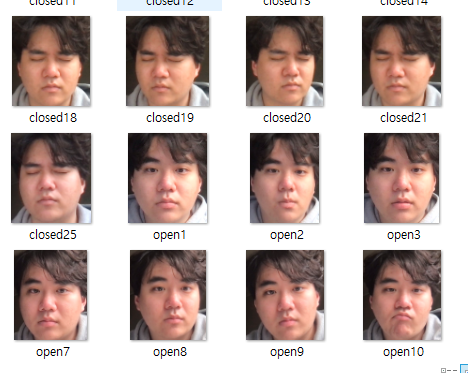 closed11 closed12 closed13 closed14
closed18 closed19 closed20 closed21
closed25 open1 open2 open3
open7 open8 open9 open10